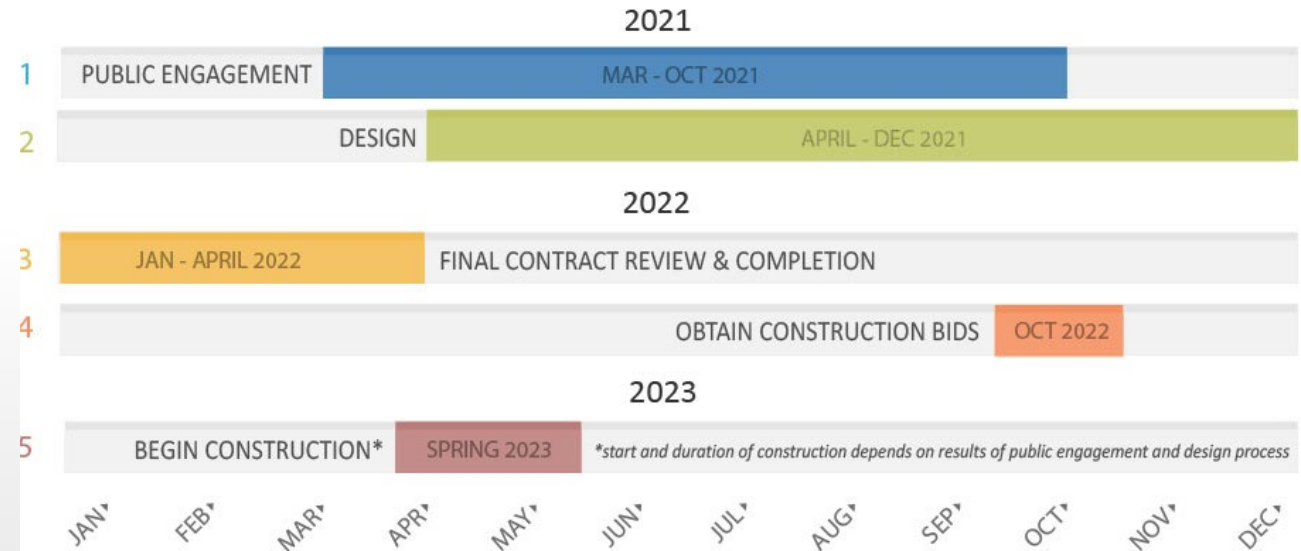 2021
1 PUBLIC ENGAGEMENT MAR - OCT 2021
2 DESIGN APRIL - DEC 2021
2022
3 JAN - APRIL 2022 FINAL CONTRACT REVIEW & COMPLETION
4 OBTAIN CONSTRUCTION BIDS OCT 2022
2023
5 BEGIN CONSTRUCTION* SPRING 2023 *start and duration of construction depends on results of public engagement and design process
JAN FEB MAR APR MAY JUN JUL AUG SEP OCT NOV DEC